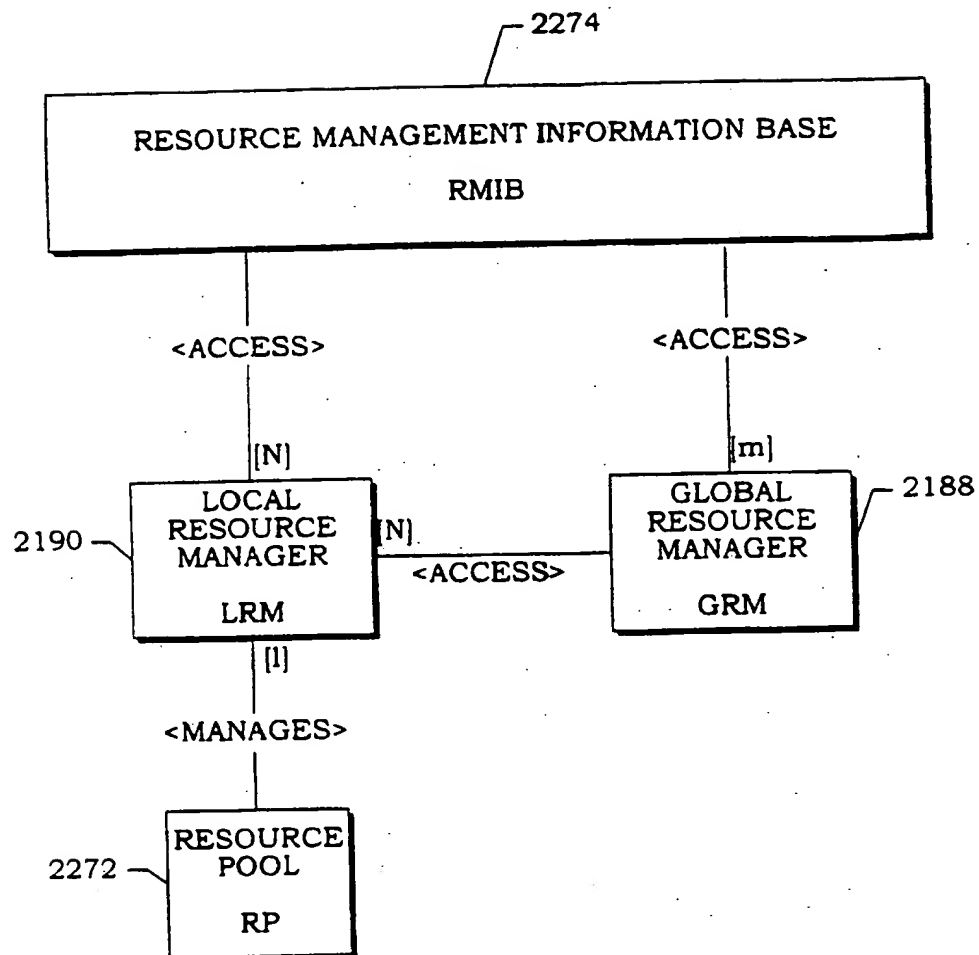 2274
RESOURCE MANAGEMENT INFORMATION BASE
RMIB
<ACCESS>
<ACCESS>
[N]
[m]
LOCAL
RESOURCE
MANAGER
LRM
2190
[N]
<ACCESS>
GLOBAL
RESOURCE
MANAGER
GRM
2188
[1]
<MANAGES>
RESOURCE
POOL
RP
2272